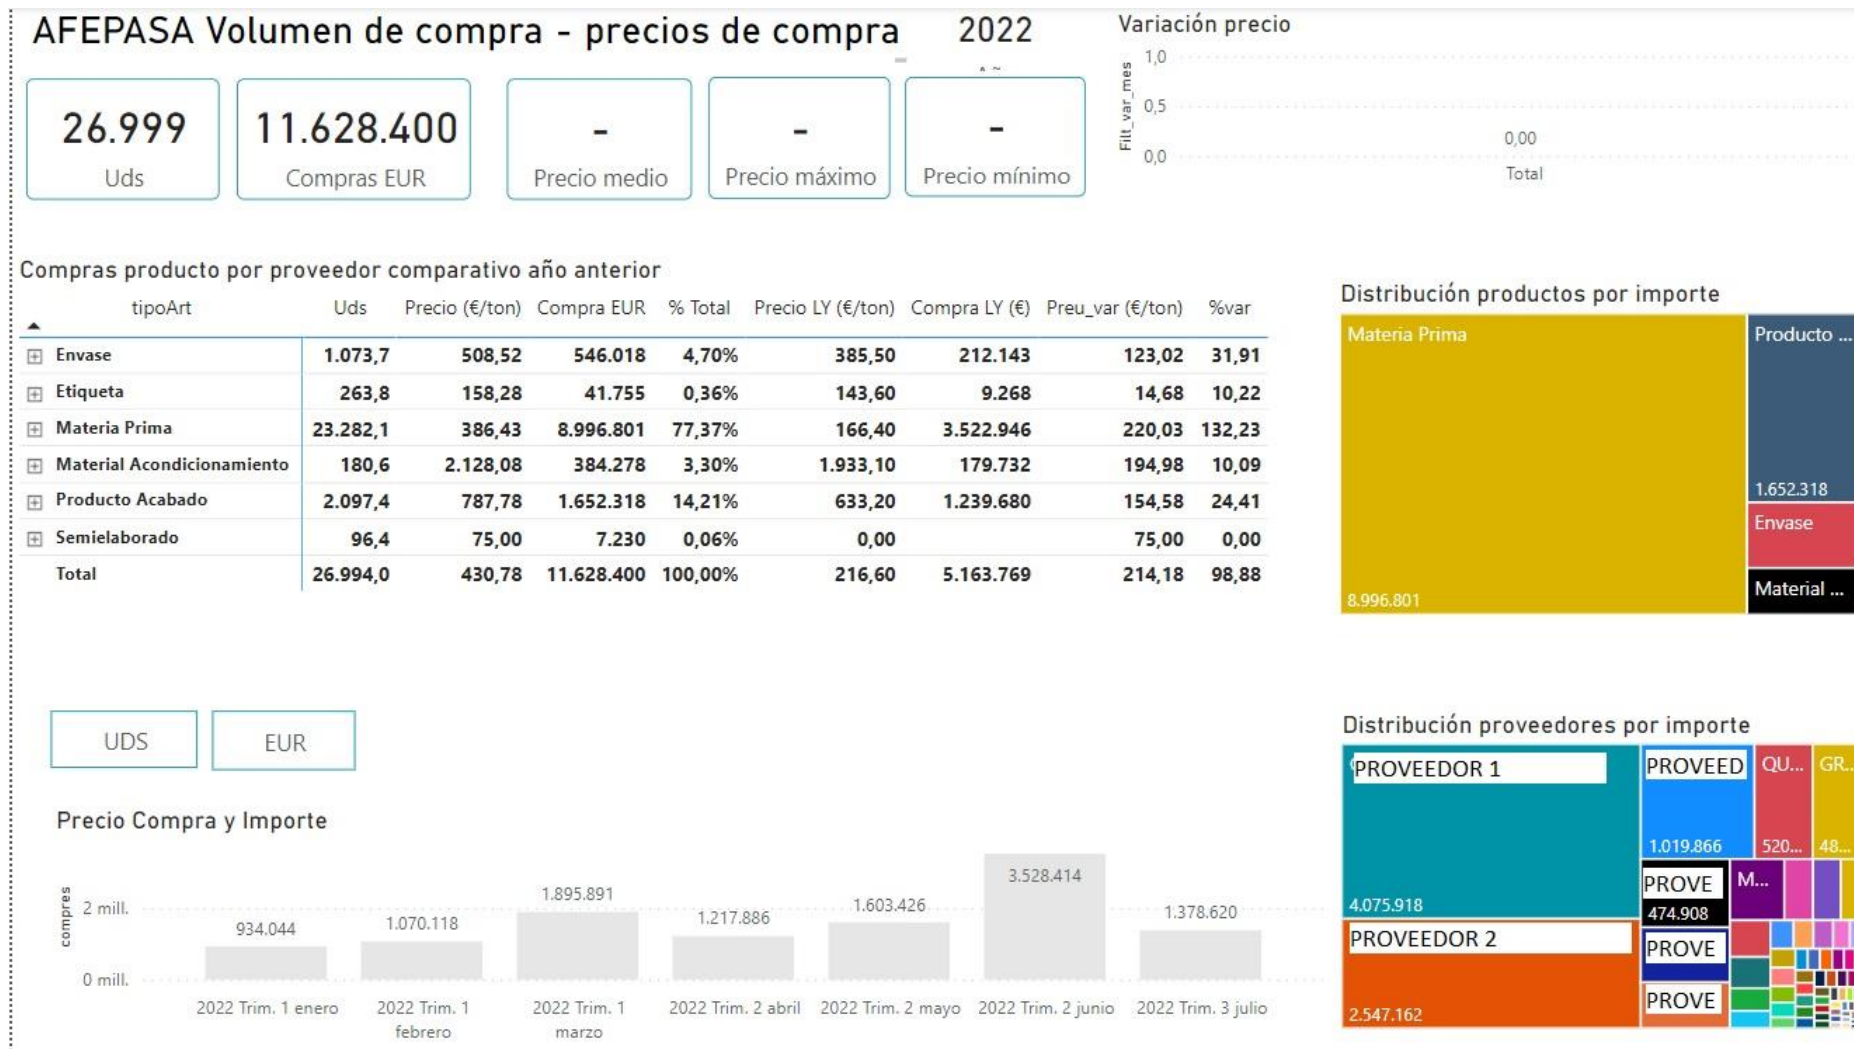 AFEPASA Volumen de compra - precios de compra
2022
26.999
Uds
11.628.400
Compras EUR
-
Precio medio
-
Precio máximo
-
Precio mínimo
Variación precio
Filt_var_mes
1,0
0,5
0,0
0,00
Total
Compras producto por proveedor comparativo año anterior
tipoArt Uds Precio (€/ton) Compra EUR % Total Precio LY (€/ton) Compra LY (€) Preu_var (€/ton) %var
Envase 1.073,7 508,52 546.018 4,70% 385,50 212.143 123,02 31,91
Etiqueta 263,8 158,28 41.755 0,36% 143,60 9.268 14,68 10,22
Materia Prima 23.282,1 386,43 8.996.801 77,37% 166,40 3.522.946 220,03 132,23
Material Acondicionamiento 180,6 2.128,08 384.278 3,30% 1.933,10 179.732 194,98 10,09
Producto Acabado 2.097,4 787,78 1.652.318 14,21% 633,20 1.239.680 154,58 24,41
Semielaborado 96,4 75,00 7.230 0,06% 0,00 75,00 0,00
Total 26.994,0 430,78 11.628.400 100,00% 216,60 5.163.769 214,18 98,88
Distribución productos por importe
Materia Prima
8.996.801
Producto ...
1.652.318
Envase
Material ...
UDS
EUR
Precio Compra y Importe
compres
2 mill.
0 mill.
934.044
1.070.118
1.895.891
1.217.886
1.603.426
3.528.414
1.378.620
2022 Trim. 1 enero
2022 Trim. 1
febrero
2022 Trim. 1
marzo
2022 Trim. 2 abril
2022 Trim. 2 mayo
2022 Trim. 2 junio
2022 Trim. 3 julio
Distribución proveedores por importe
PROVEEDOR 1
4.075.918
PROVEEDOR 2
2.547.162
PROVEED
1.019.866
QU...
520...
GR...
48...
PROVE
474.908
M...
PROVE
PROVE